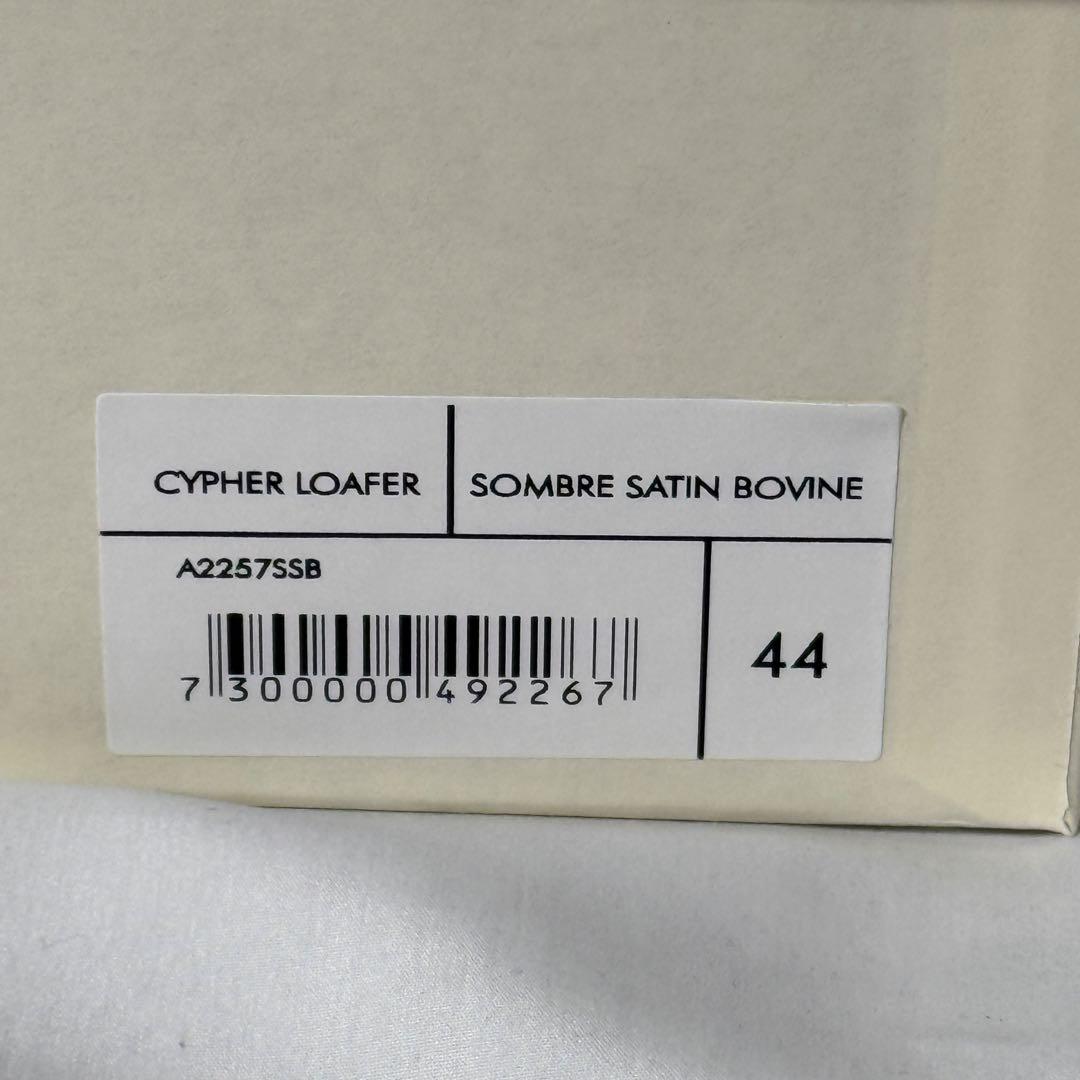 CYPHER LOAFER
SOMBRE SATIN BOVINE
A2257SSB
7 300000 492267
44